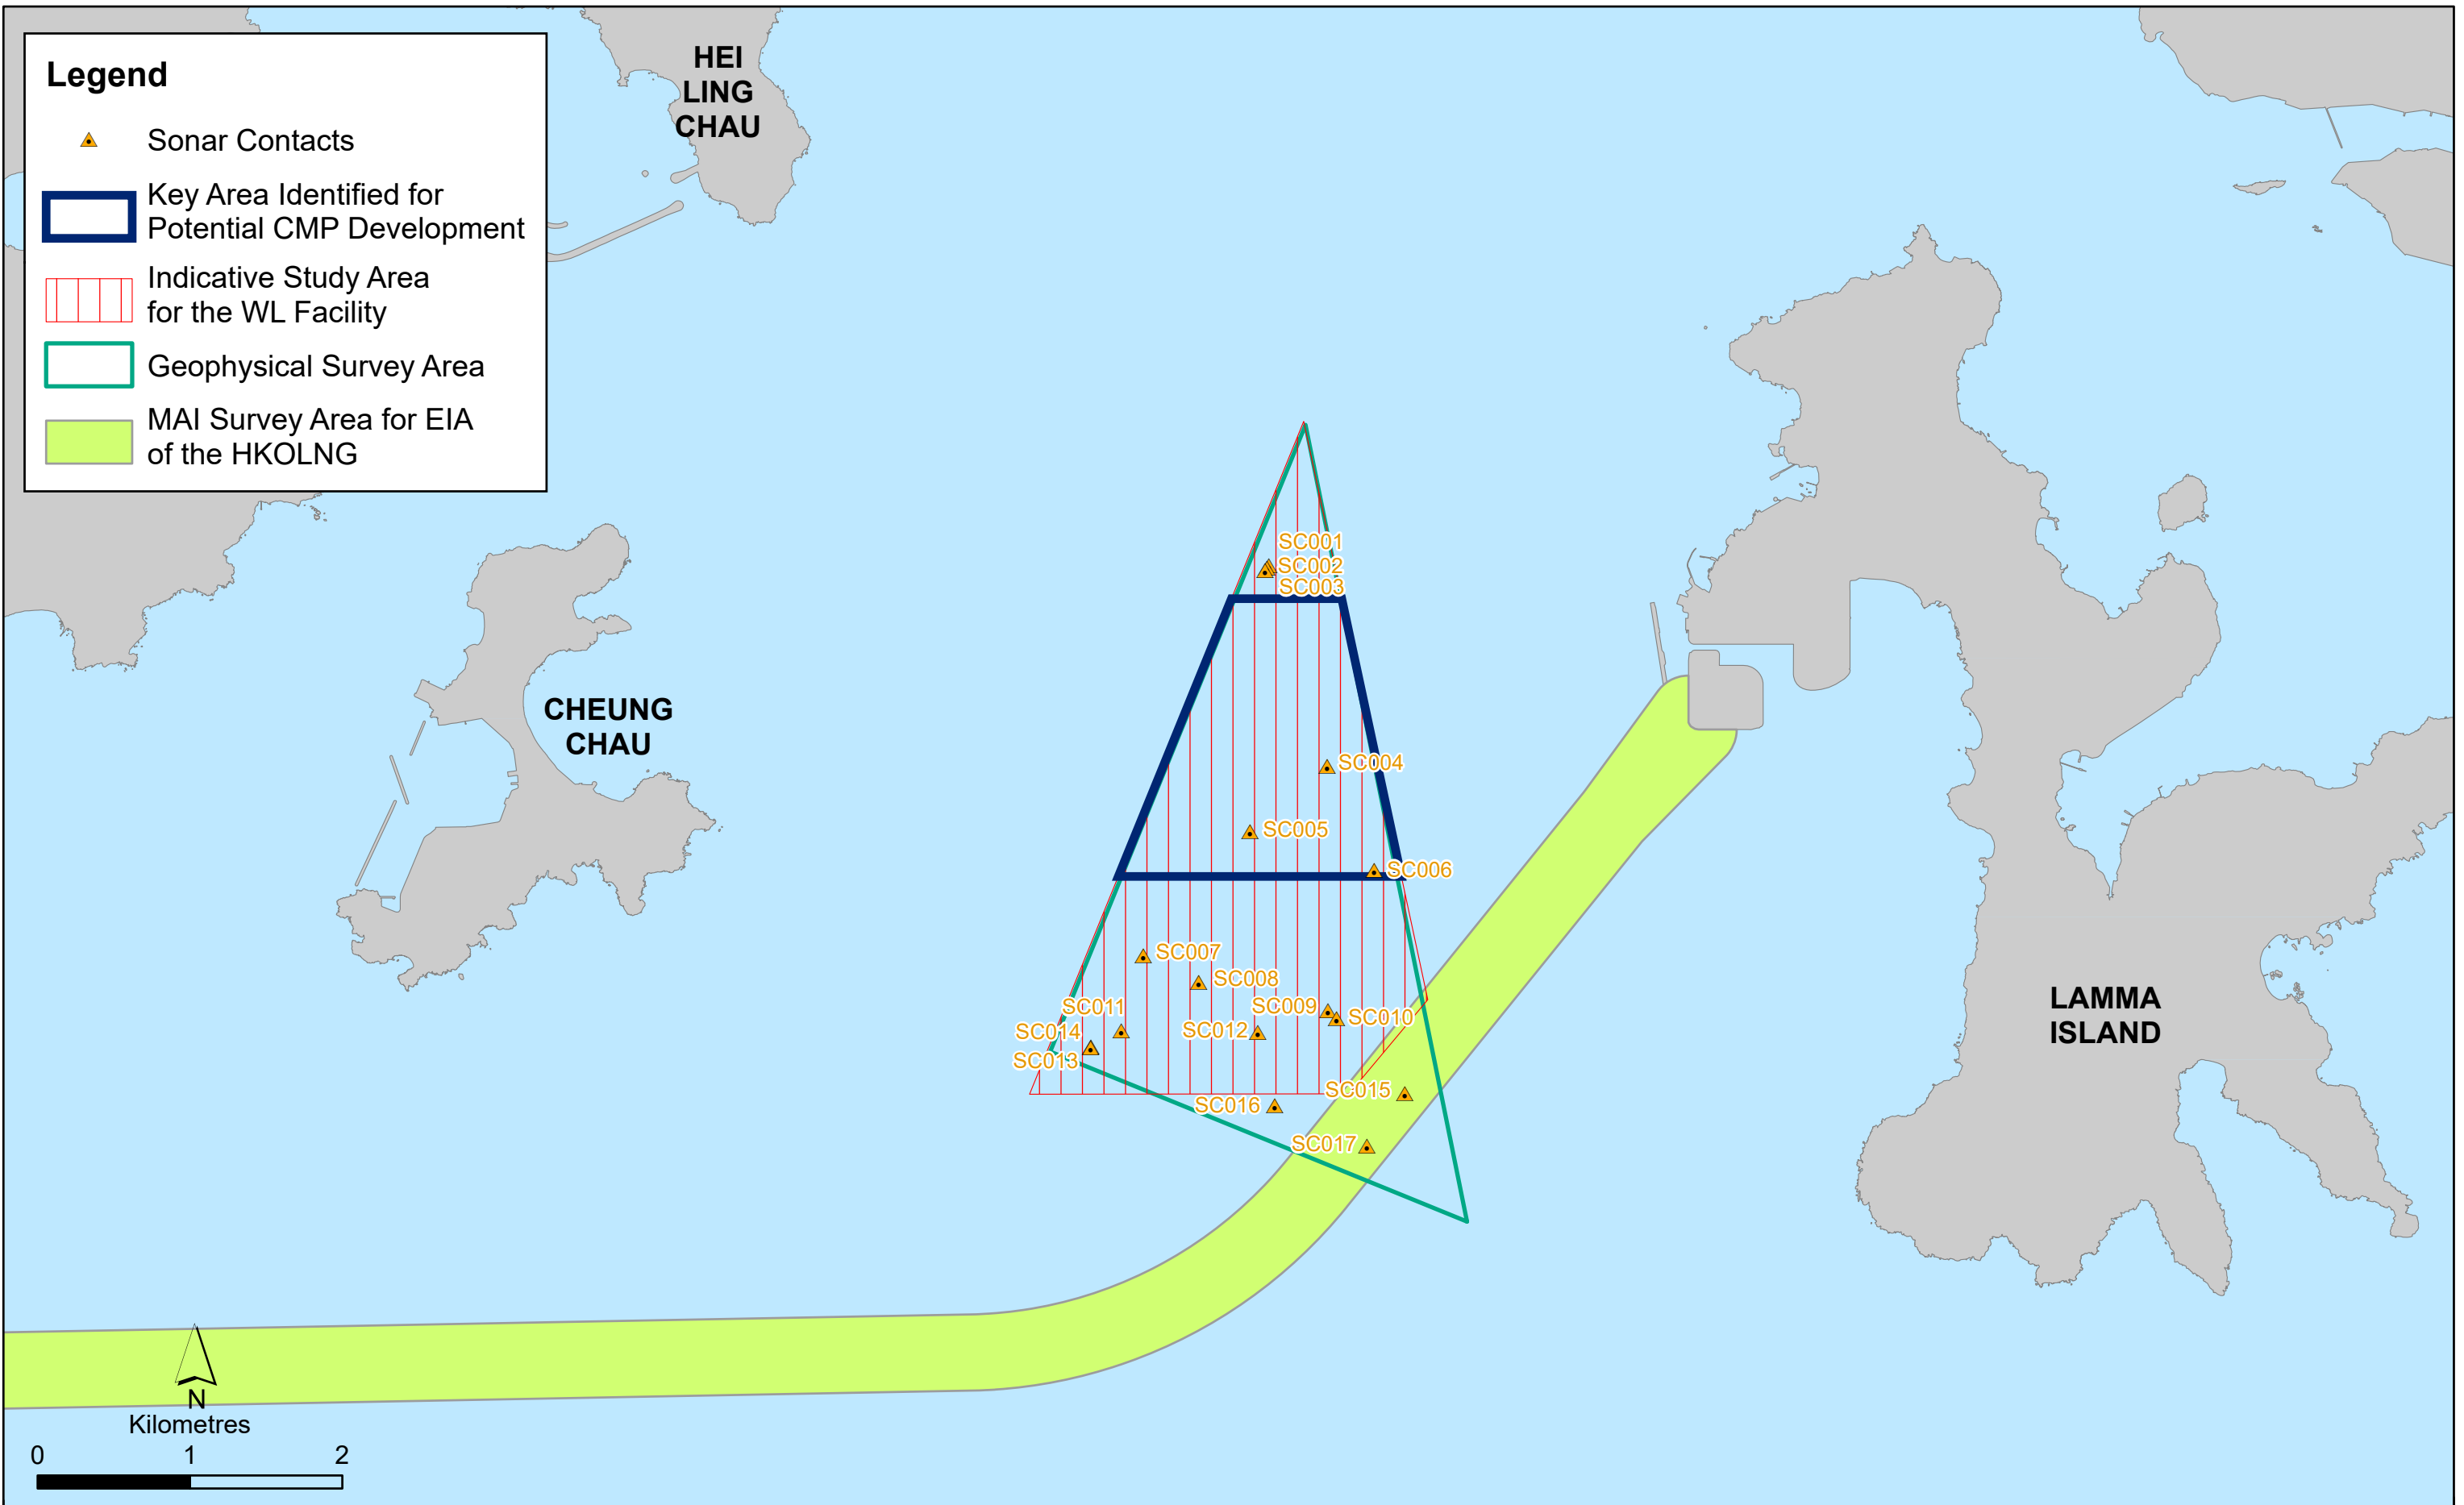 Legend
Sonar Contacts
Key Area Identified for
Potential CMP Development
Indicative Study Area
for the WL Facility
Geophysical Survey Area
MAI Survey Area for EIA
of the HKOLNG
HEI
LING
CHAU
CHEUNG
CHAU
LAMMA
ISLAND
SC001
SC002
SC003
SC004
SC005
SC006
SC007
SC008
SC009
SC010
SC011
SC012
SC014
SC013
SC015
SC016
SC017
N
Kilometres
0 1 2